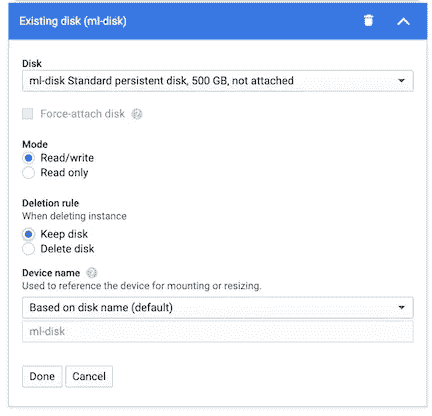 Existing disk (ml-disk)
Disk
ml-disk Standard persistent disk, 500 GB, not attached
Force-attach disk ?
Mode
Read/write
Read only
Deletion rule
When deleting instance
Keep disk
Delete disk
Device name ?
Used to reference the device for mounting or resizing.
Based on disk name (default)
ml-disk
Done Cancel